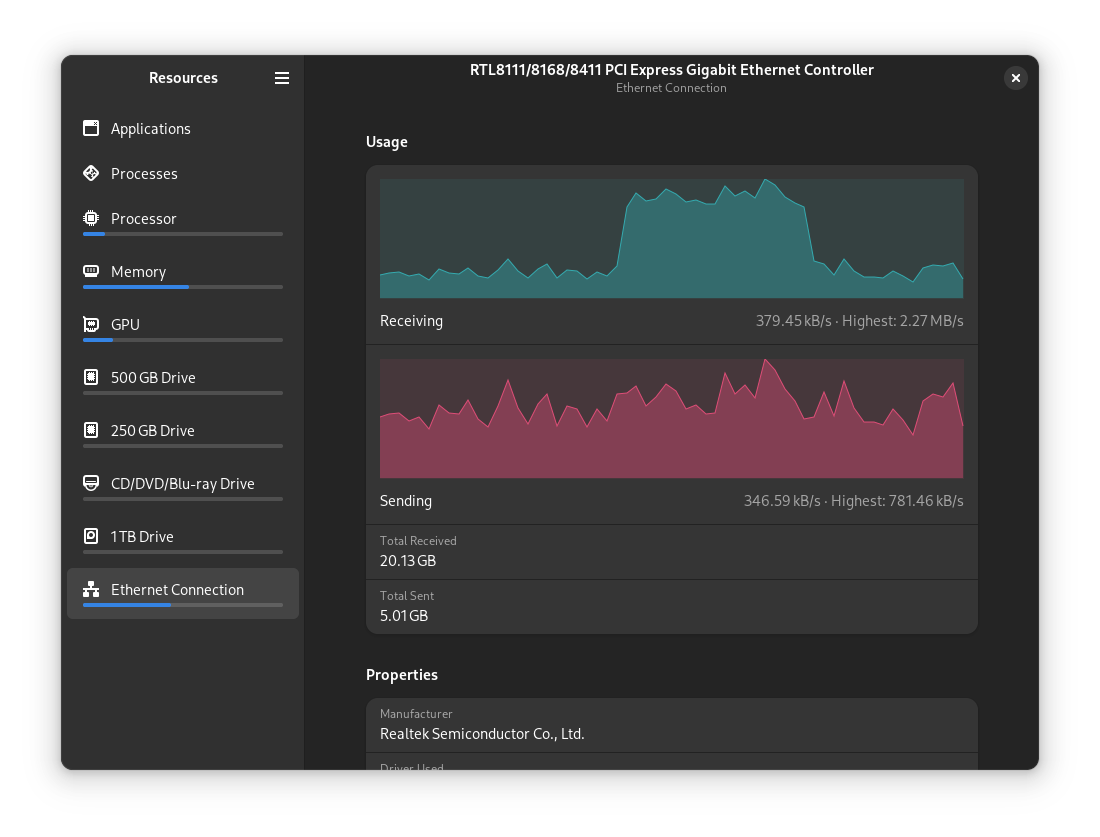 Resources
Applications
Processes
Processor
Memory
GPU
500 GB Drive
250 GB Drive
CD/DVD/Blu-ray Drive
1 TB Drive
Ethernet Connection
RTL8111/8168/8411 PCI Express Gigabit Ethernet Controller
Ethernet Connection
Usage
Receiving
379.45 kB/s · Highest: 2.27 MB/s
Sending
346.59 kB/s · Highest: 781.46 kB/s
Total Received
20.13 GB
Total Sent
5.01 GB
Properties
Manufacturer
Realtek Semiconductor Co., Ltd.
Driver Used